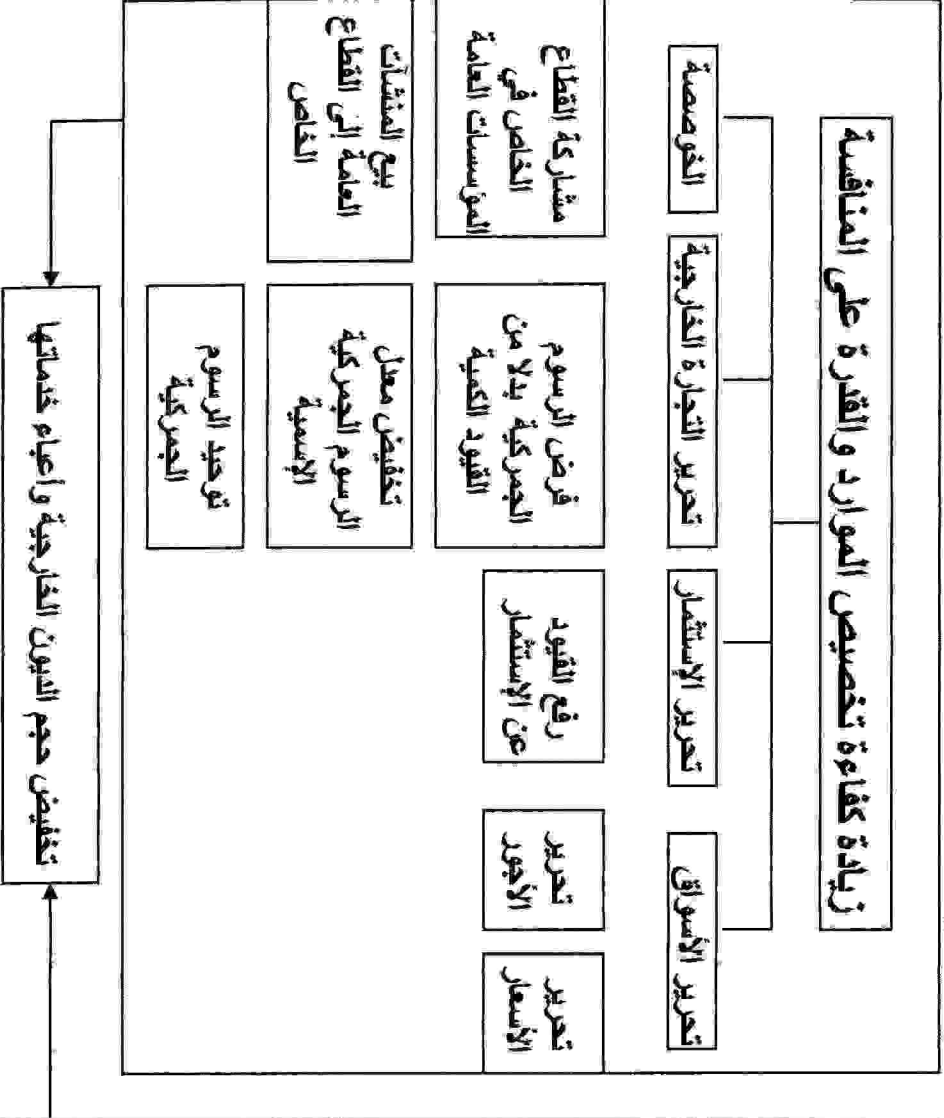 زيادة كفاءة تخصيص الموارد والقدرة على المنافسة
تحرير الأسواق
تحرير الإستثمار
تحرير التجارة الخارجية
الخوصصة
تحرير
الأسعار
تحرير
الأجور
رفع القيود
عن الإستثمار
فرض الرسوم
الجمركية بدلا من
القيود الكمية
مشاركة القطاع
الخاص في
المؤسسات العامة
تخفيض معدل
الرسوم الجمركية
الإسمية
بيع المنشآت
العامة إلى القطاع
الخاص
توحيد الرسوم
الجمركية
تخفيض حجم الديون الخارجية وأعباء خدماتها